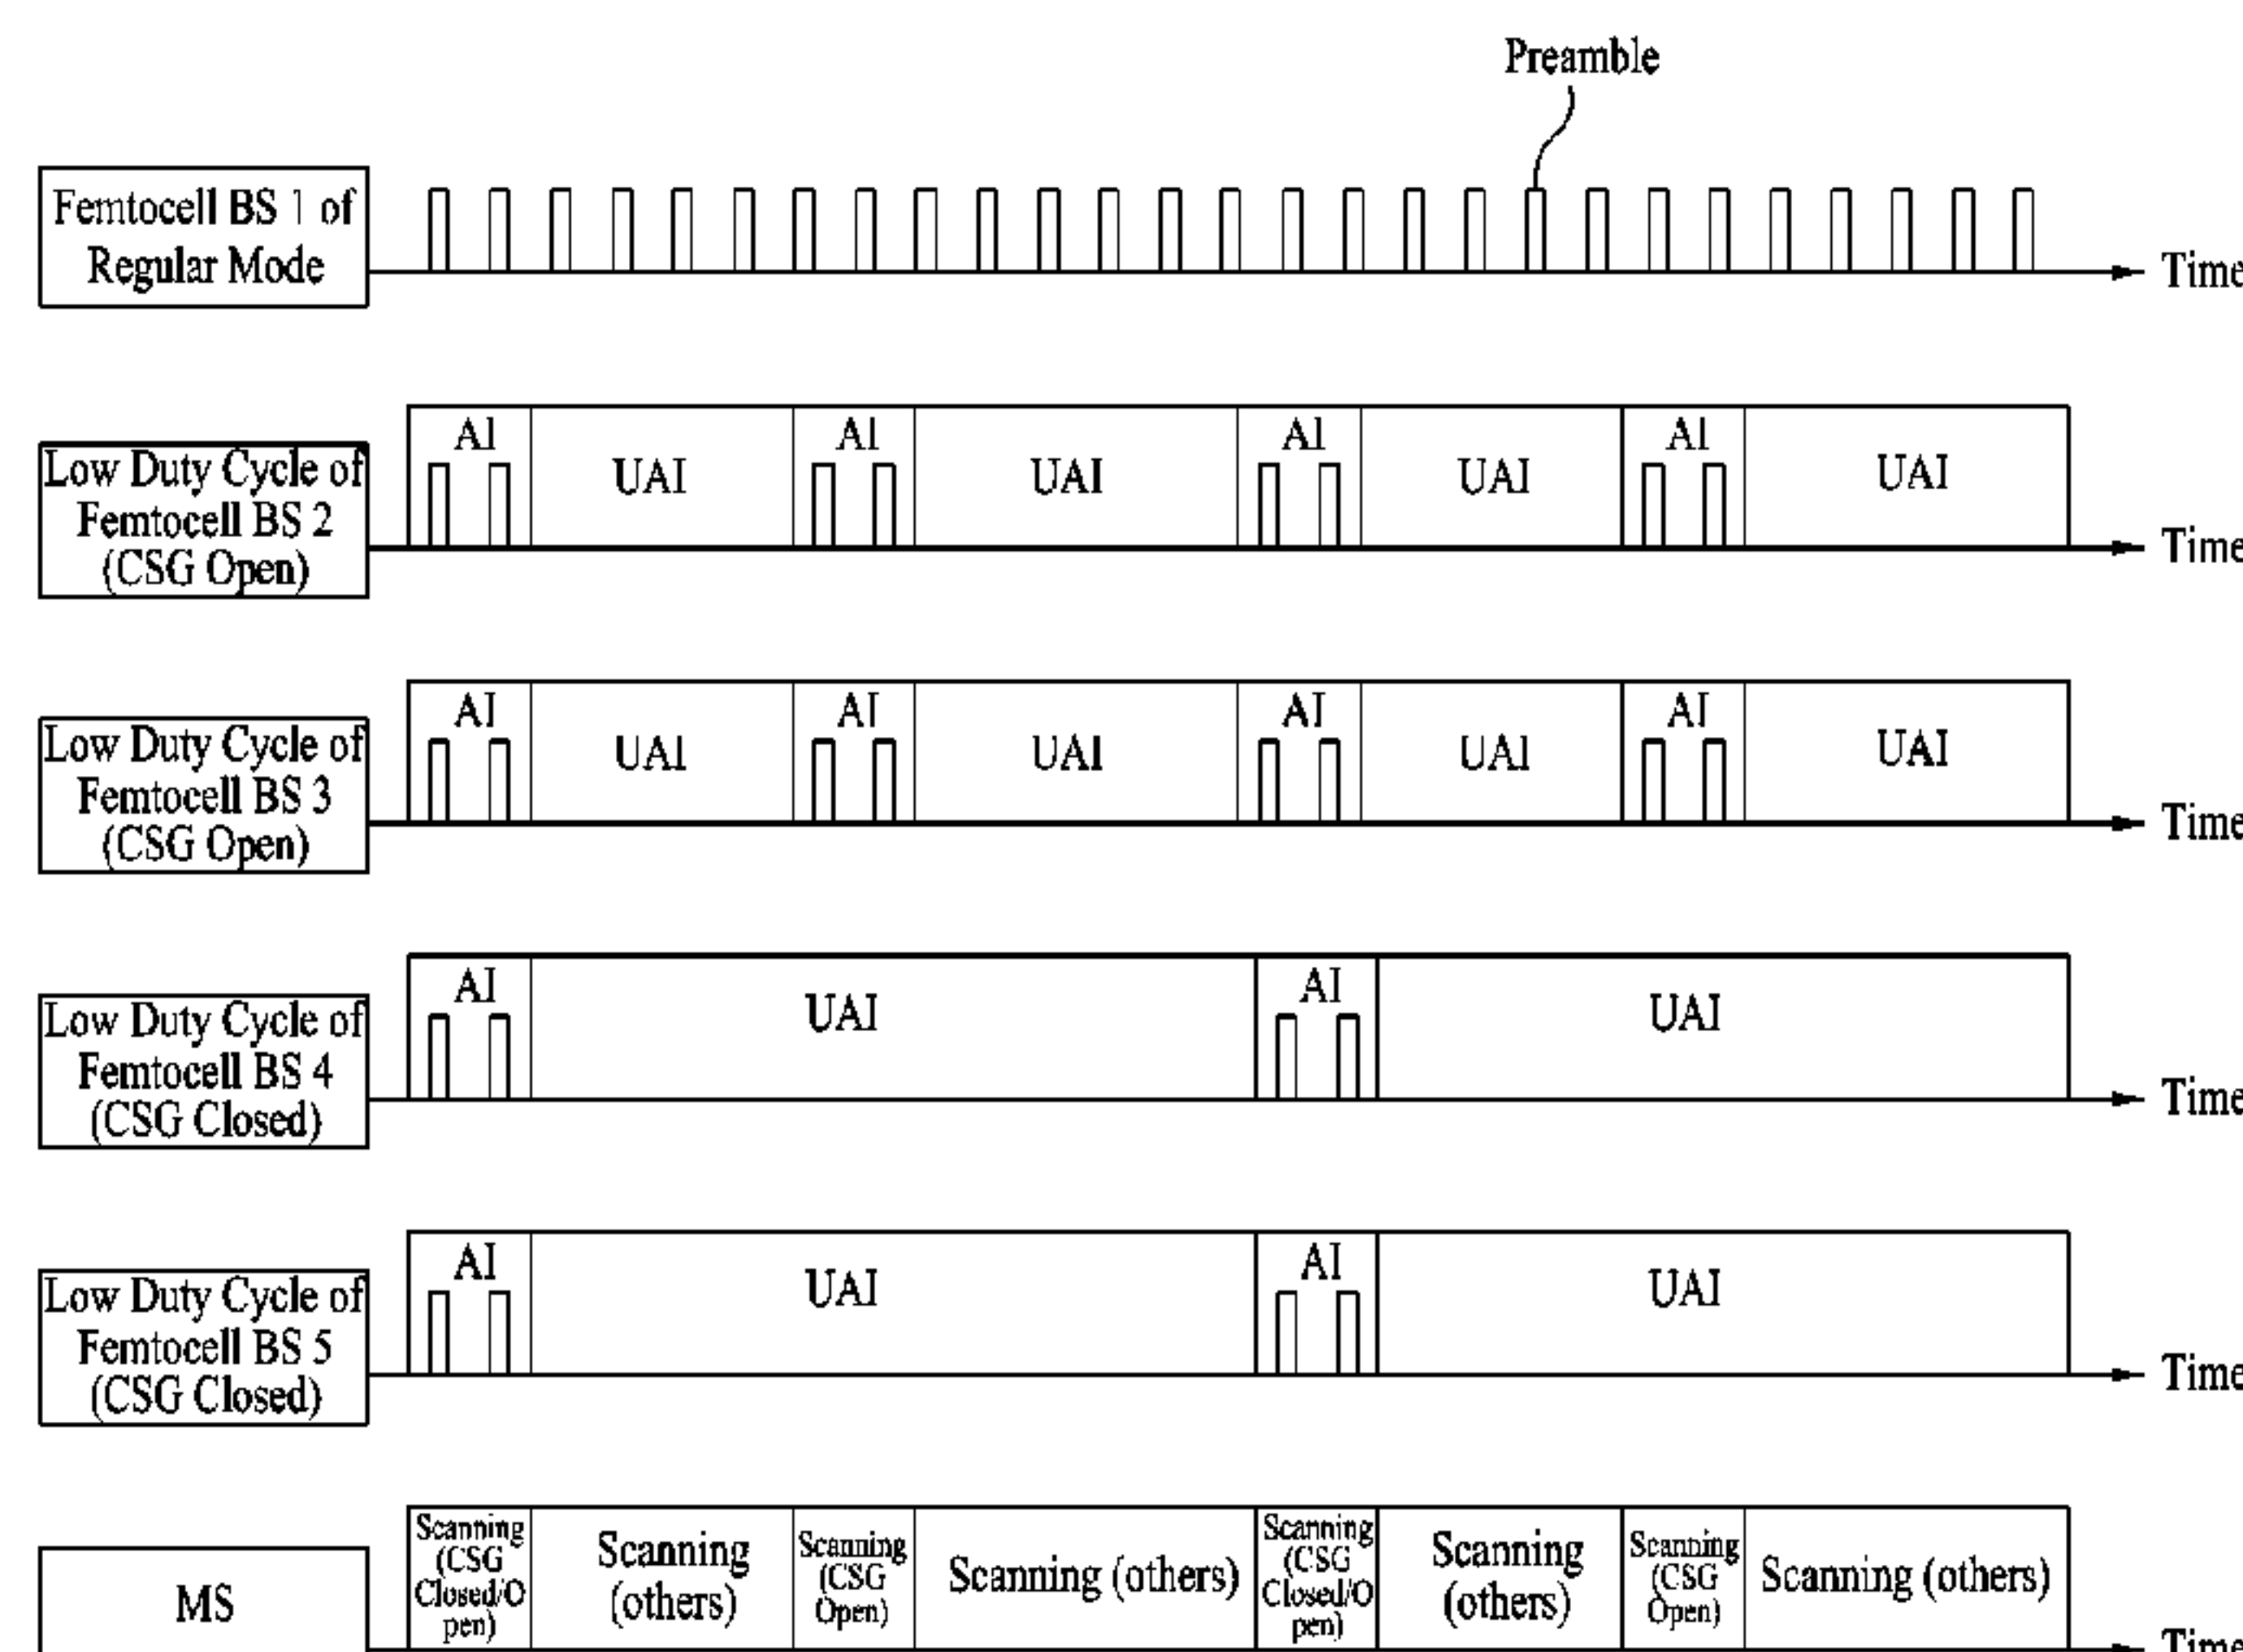 Preamble
Femtocell BS 1 of
Regular Mode
Time
AI
AI
AI
AI
UAI
UAI
UAI
UAI
Low Duty Cycle of
Femtocell BS 2
(CSG Open)
Time
AI
AI
AI
AI
UAI
UAI
UAI
UAI
Low Duty Cycle of
Femtocell BS 3
(CSG Open)
Time
AI
AI
UAI
UAI
Low Duty Cycle of
Femtocell BS 4
(CSG Closed)
Time
AI
AI
UAI
UAI
Low Duty Cycle of
Femtocell BS 5
(CSG Closed)
Time
MS
Scanning
(CSG
Closed/O
pen)
Scanning
(others)
Scanning
(CSG
Open)
Scanning (others)
Scanning
(CSG
Closed/O
pen)
Scanning
(others)
Scanning
(CSG
Open)
Scanning (others)
Time